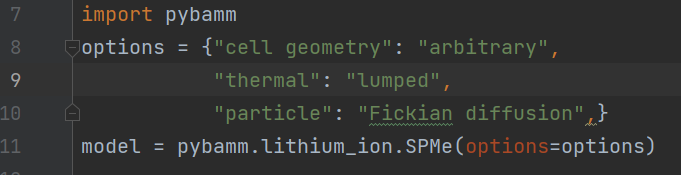 7 import pybamm
8 options = {"cell geometry": "arbitrary",
9 "thermal": "lumped",
10 "particle": "Fickian diffusion",}
11 model = pybamm.lithium_ion.SPMe(options=options)